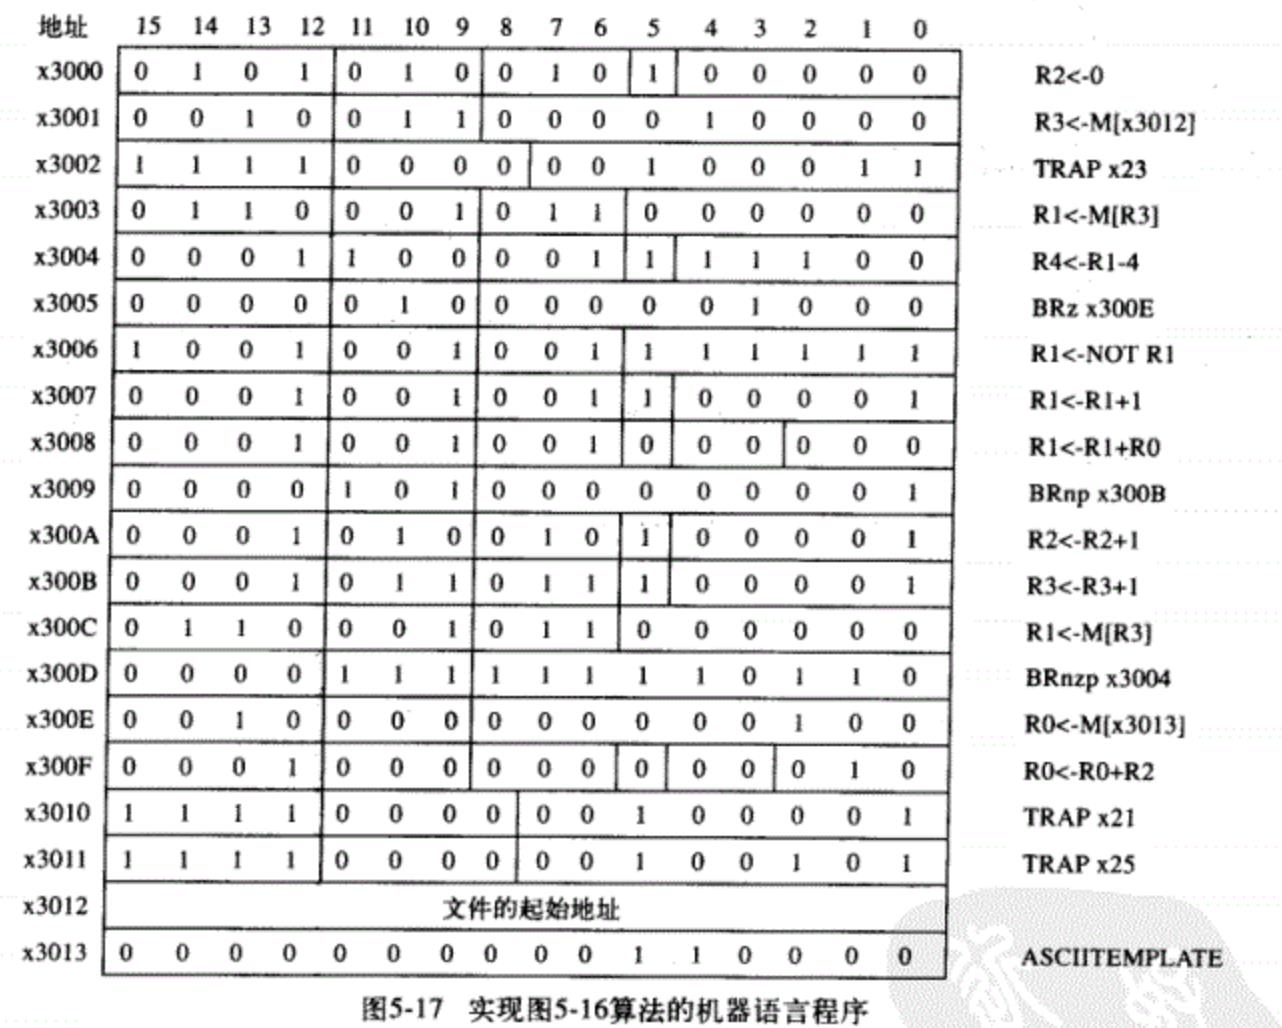 地址 15 14 13 12 11 10 9 8 7 6 5 4 3 2 1 0
x3000 0 1 0 1 0 1 0 0 1 0 1 0 0 0 0 0 R2<-0
x3001 0 0 1 0 0 1 1 0 0 0 0 1 0 0 0 0 R3<-M[x3012]
x3002 1 1 1 1 0 0 0 0 0 0 1 0 0 0 1 1 TRAP x23
x3003 0 1 1 0 0 0 1 0 1 1 0 0 0 0 0 0 R1<-M[R3]
x3004 0 0 0 1 1 0 0 0 0 1 1 1 1 1 0 0 R4<-R1-4
x3005 0 0 0 0 0 1 0 0 0 0 0 0 1 0 0 0 BRz x300E
x3006 1 0 0 1 0 0 1 0 0 1 1 1 1 1 1 1 R1<-NOT R1
x3007 0 0 0 1 0 0 1 0 0 1 1 0 0 0 0 1 R1<-R1+1
x3008 0 0 0 1 0 0 1 0 0 1 0 0 0 0 0 0 R1<-R1+R0
x3009 0 0 0 0 1 0 1 0 0 0 0 0 0 0 0 1 BRnp x300B
x300A 0 0 0 1 0 1 0 0 1 0 1 0 0 0 0 1 R2<-R2+1
x300B 0 0 0 1 0 1 1 0 1 1 1 0 0 0 0 1 R3<-R3+1
x300C 0 1 1 0 0 0 1 0 1 1 0 0 0 0 0 0 R1<-M[R3]
x300D 0 0 0 0 1 1 1 1 1 1 1 1 0 1 1 0 BRnzp x3004
x300E 0 0 1 0 0 0 0 0 0 0 0 0 0 1 0 0 R0<-M[x3013]
x300F 0 0 0 1 0 0 0 0 0 0 0 0 0 0 1 0 R0<-R0+R2
x3010 1 1 1 1 0 0 0 0 0 0 1 0 0 0 0 1 TRAP x21
x3011 1 1 1 1 0 0 0 0 0 0 1 0 0 1 0 1 TRAP x25
x3012 文件的起始地址
x3013 0 0 0 0 0 0 0 0 0 0 1 1 0 0 0 0 ASCIITEMPLATE
图5-17 实现图5-16算法的机器语言程序